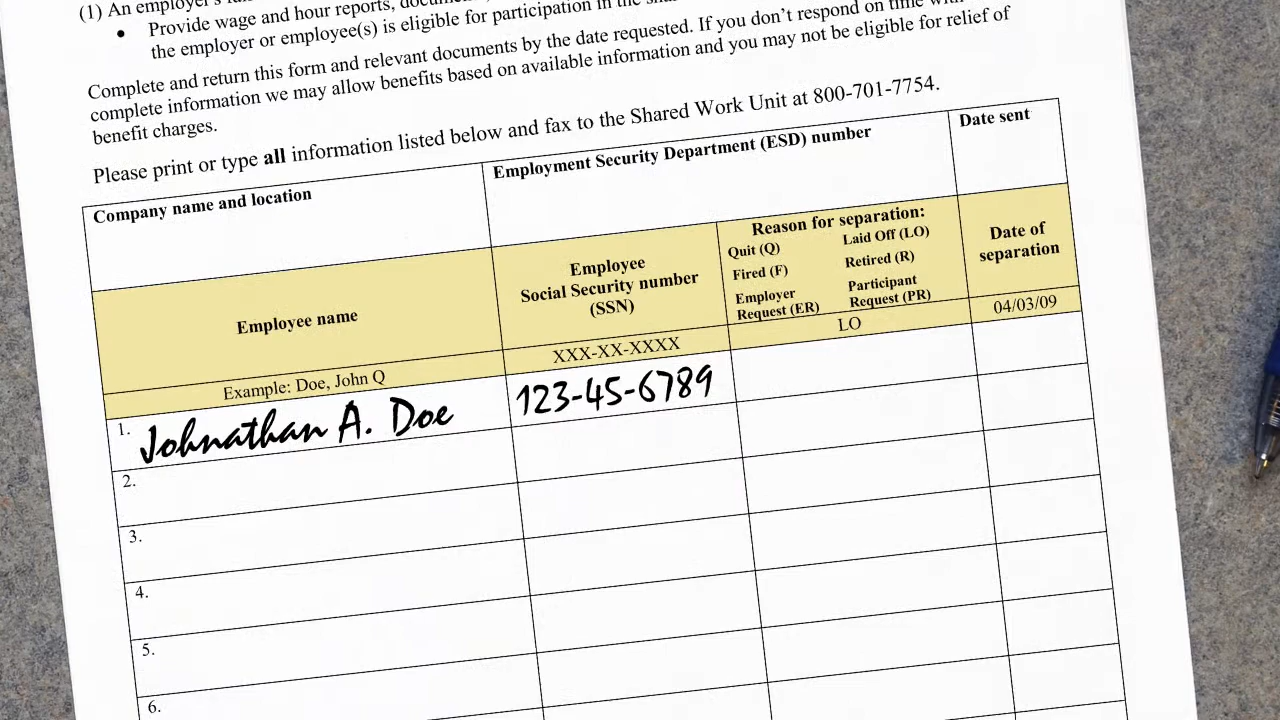 (1) An employer's
• Provide wage and hour reports,
the employer or employee(s) is eligible for participation in the
Complete and return this form and relevant documents by the date requested. If you don't respond on time with
complete information we may allow benefits based on available information and you may not be eligible for relief of
benefit charges.
Please print or type all information listed below and fax to the Shared Work Unit at 800-701-7754.
Company name and location
Employment Security Department (ESD) number
Date sent
Employee name
Employee
Social Security number
(SSN)
Reason for separation:
Quit (Q) Laid Off (LO)
Fired (F) Retired (R)
Employer Participant
Request (ER) Request (PR)
Date of
separation
Example: Doe, John Q XXX-XX-XXXX LO 04/03/09
1. Johnathan A. Doe 123-45-6789
2.
3.
4.
5.
6.